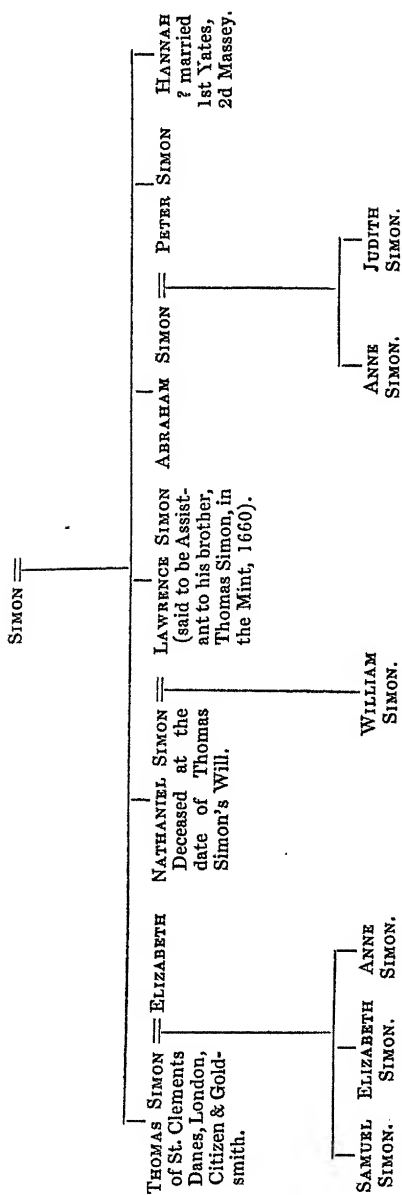 SIMON
THOMAS SIMON
of St. Clements
Danes, London,
Citizen & Gold-
smith.
ELIZABETH
NATHANIEL SIMON
Deceased at the
date of Thomas
Simon's Will.
LAWRENCE SIMON
(said to be Assist-
ant to his brother,
Thomas Simon, in
the Mint, 1660).
ABRAHAM SIMON
PETER SIMON
HANNAH
? married
1st Yates,
2d Massey.
SAMUEL
SIMON.
ELIZABETH
SIMON.
ANNE
SIMON.
WILLIAM
SIMON.
ANNE
SIMON.
JUDITH
SIMON.